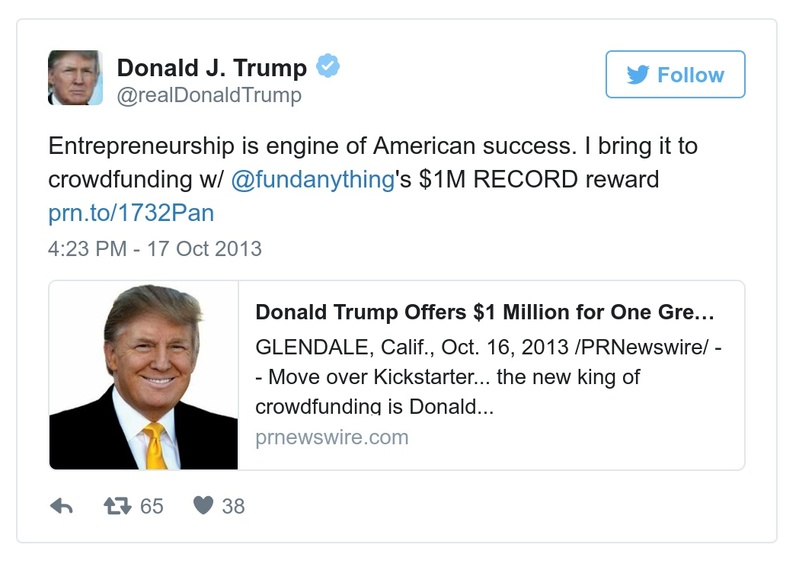 Donald J. Trump
@realDonaldTrump
Follow
Entrepreneurship is engine of American success. I bring it to
crowdfunding w/ @fundanything's $1M RECORD reward
prn.to/1732Pan
4:23 PM - 17 Oct 2013
Donald Trump Offers $1 Million for One Gre...
GLENDALE, Calif., Oct. 16, 2013 /PRNewswire/ -
- Move over Kickstarter... the new king of
crowdfunding is Donald...
prnewswire.com
65
38